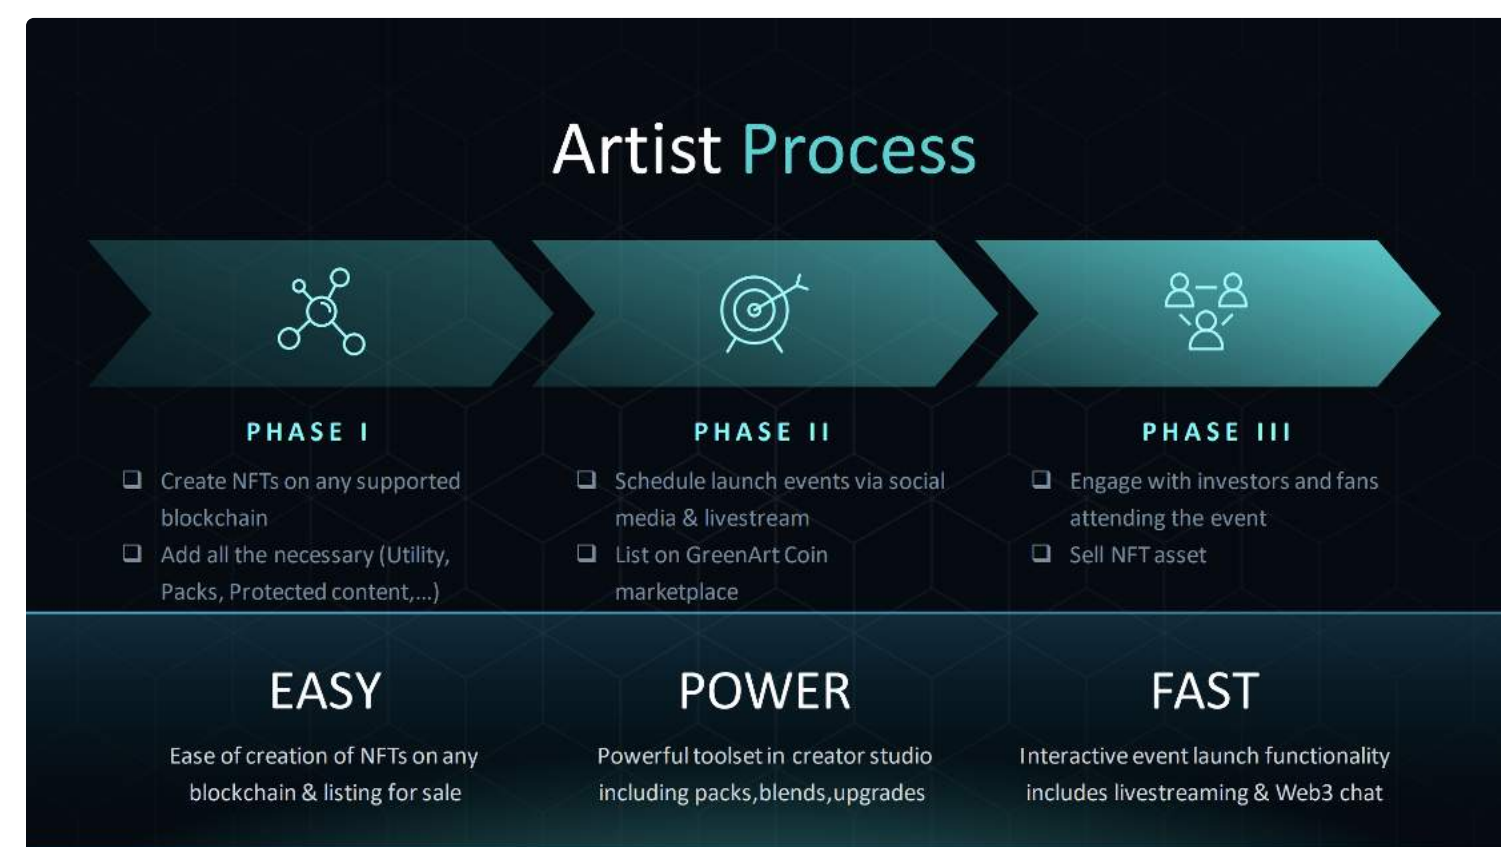 Artist Process
PHASE I
❑ Create NFTs on any supported
blockchain
❑ Add all the necessary (Utility,
Packs, Protected content,...)
PHASE II
❑ Schedule launch events via social
media & livestream
❑ List on GreenArt Coin
marketplace
PHASE III
❑ Engage with investors and fans
attending the event
❑ Sell NFT asset
EASY
Ease of creation of NFTs on any
blockchain & listing for sale
POWER
Powerful toolset in creator studio
including packs,blends,upgrades
FAST
Interactive event launch functionality
includes livestreaming & Web3 chat